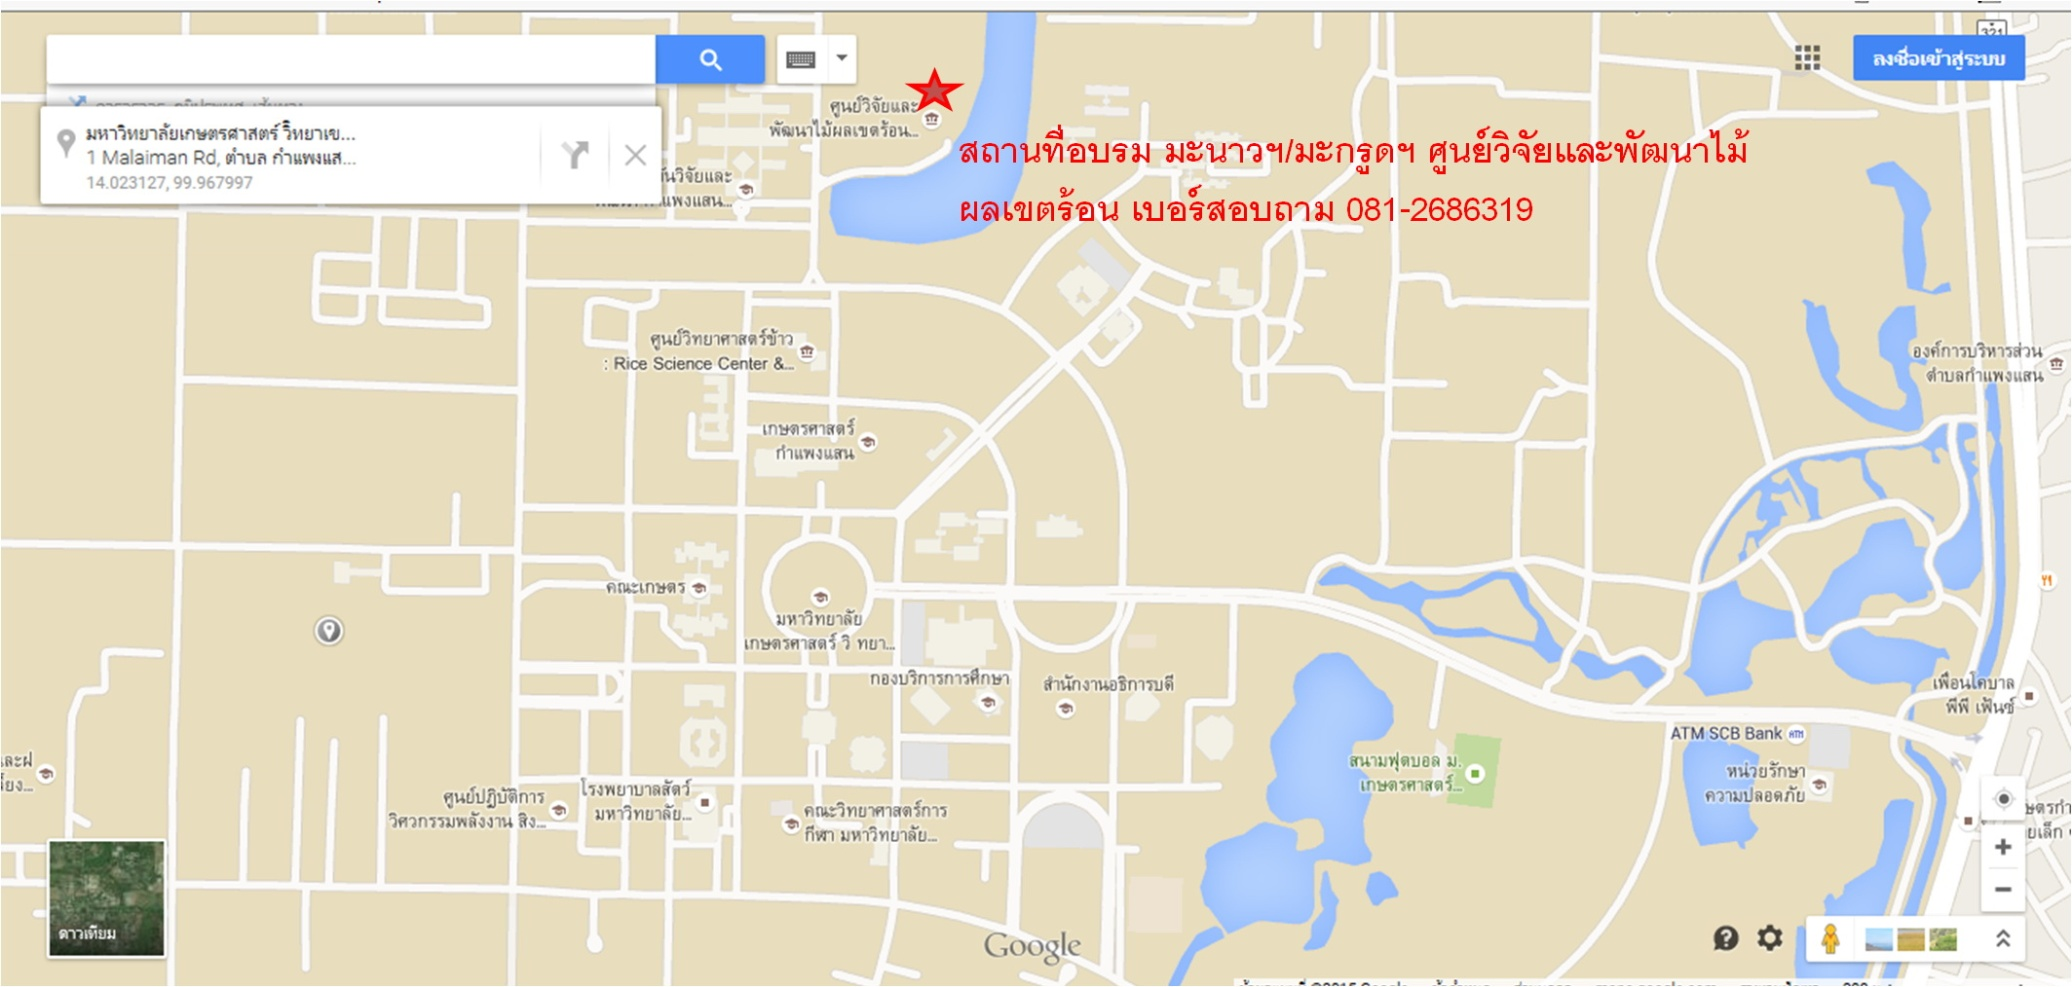 321
ลงชื่อเข้าสู่ระบบ
มหาวิทยาลัยเกษตรศาสตร์ วิทยาเข...
1 Malaiman Rd, ตำบล กำแพงแส...
14.023127, 99.967997
ศูนย์วิจัยและ
พัฒนาไม้ผลเขตร้อน...
สถานที่อบรม มะนาวฯ/มะกรูดฯ ศูนย์วิจัยและพัฒนาไม้
ผลเขตร้อน เบอร์สอบถาม 081-2686319
ศูนย์วิทยาศาสตร์ข้าว
: Rice Science Center &...
องค์การบริหารส่วน
ตำบลกำแพงแสน
เกษตรศาสตร์
กำแพงแสน
คณะเกษตร
มหาวิทยาลัย
เกษตรศาสตร์ วิ ทยา...
กองบริการการศึกษา
สำนักงานอธิการบดี
เพื่อนโคบาล
พีพี เฟ้นซ์
ATM SCB Bank
ATM
สนามฟุตบอล ม.
เกษตรศาสตร์...
หน่วยรักษา
ความปลอดภัย
ศูนย์ปฏิบัติการ
วิศวกรรมพลังงาน สิง...
โรงพยาบาลสัตว์
มหาวิทยาลัย...
คณะวิทยาศาสตร์การ
กีฬา มหาวิทยาลัย...
ดาวเทียม
Google